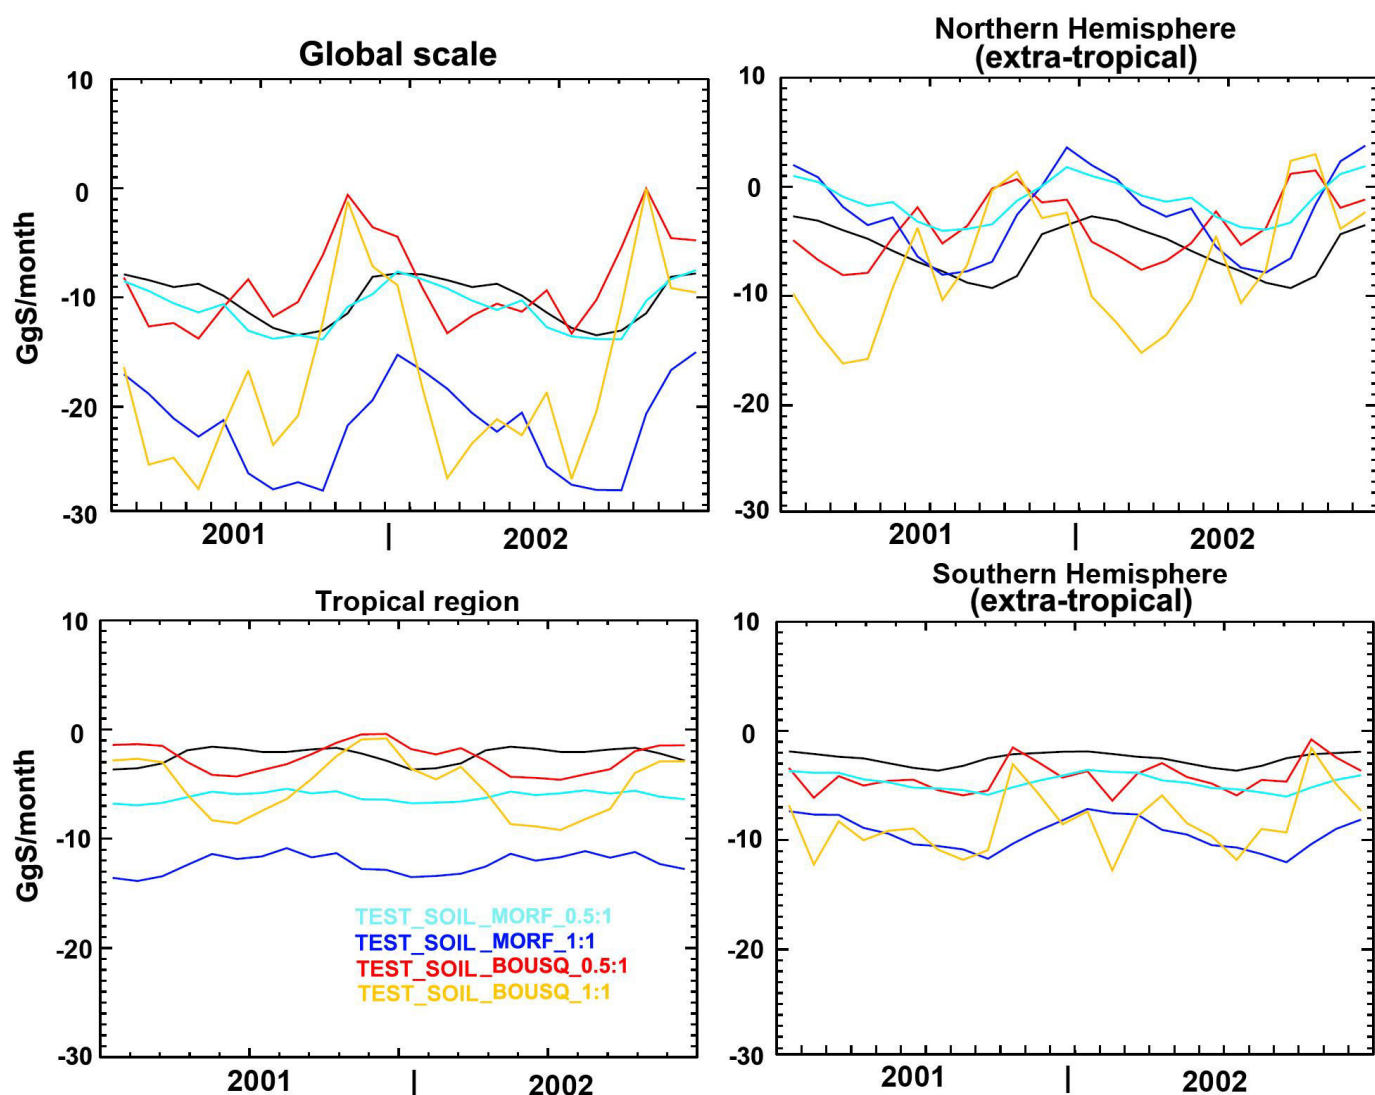 Global scale
10
0
-10
-20
-30
GgS/month
2001 | 2002
Northern Hemisphere
(extra-tropical)
10
0
-10
-20
-30
2001 | 2002
Tropical region
10
0
-10
-20
-30
GgS/month
TEST_SOIL_MORF_0.5:1
TEST_SOIL_MORF_1:1
TEST_SOIL_BOUSQ_0.5:1
TEST_SOIL_BOUSQ_1:1
2001 | 2002
Southern Hemisphere
(extra-tropical)
10
0
-10
-20
-30
2001 | 2002